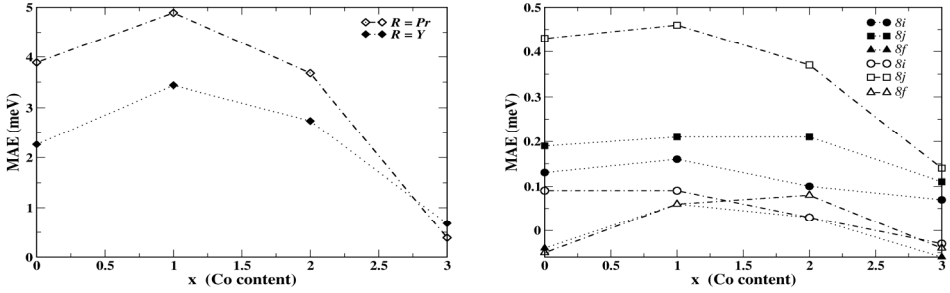 5
4
3
2
1
0
MAE (meV)
0 0.5 1 1.5 2 2.5 3
x (Co content)
R = Pr
R = Y
0.5
0.4
0.3
0.2
0.1
0
MAE (meV)
0 0.5 1 1.5 2 2.5 3
x (Co content)
8i
8j
8f
8i
8j
8f